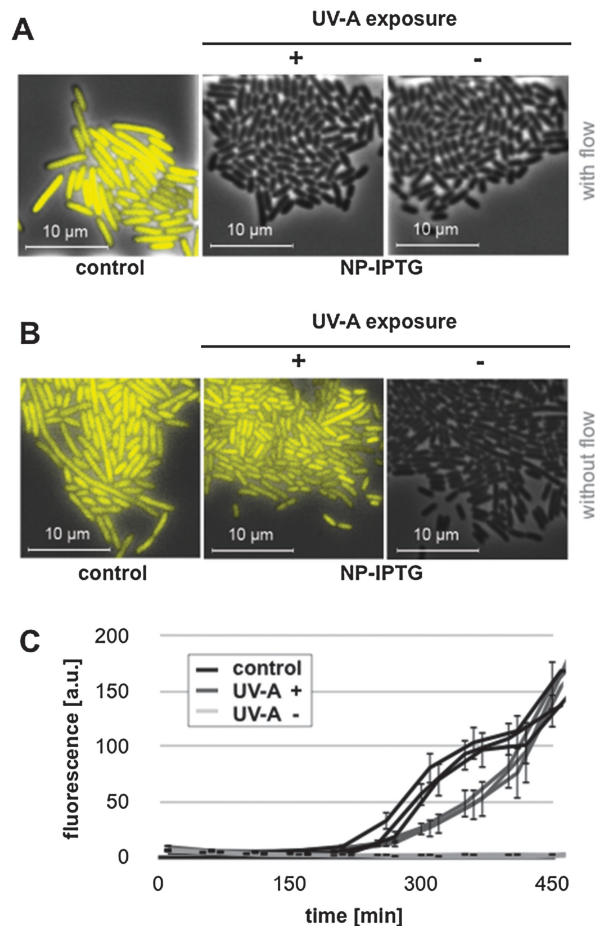 A
UV-A exposure
+ -
10 µm 10 µm 10 µm
with flow
control NP-IPTG
B
UV-A exposure
+ -
10 µm 10 µm 10 µm
without flow
control NP-IPTG
C
fluorescence [a.u.]
200
150
100
50
0
control
UV-A +
UV-A -
0 150 300 450
time [min]